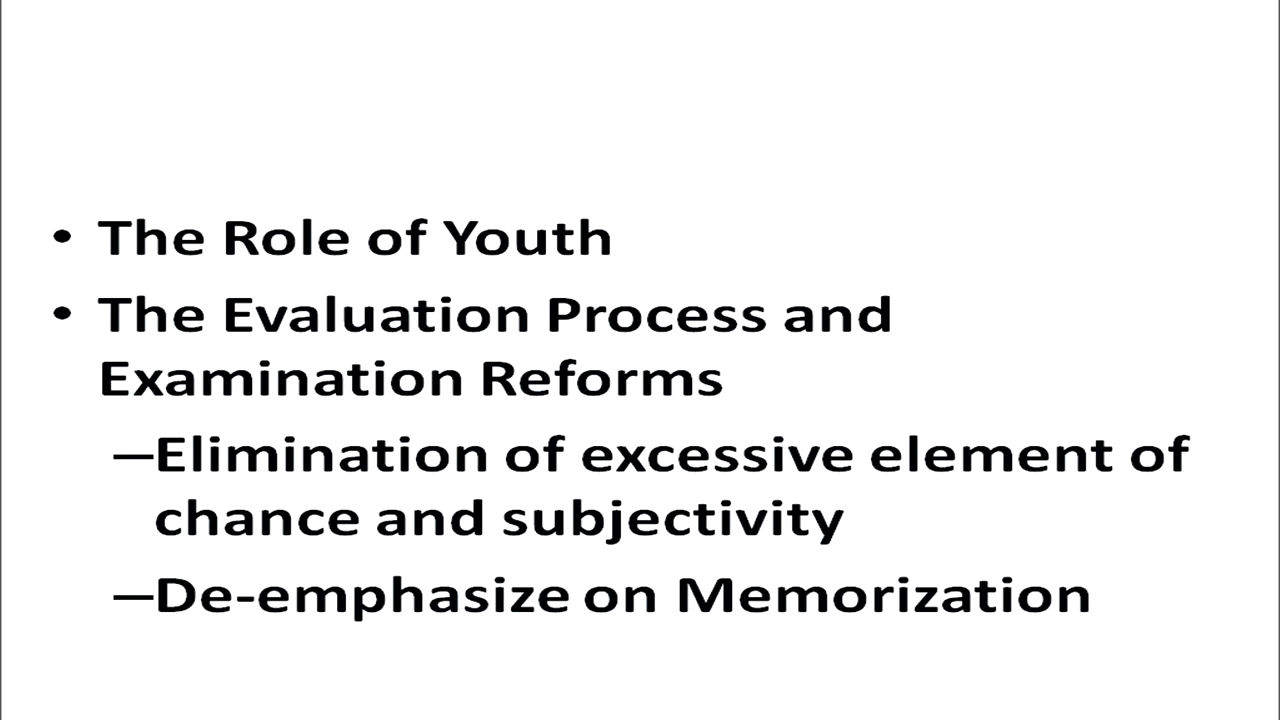 • The Role of Youth
• The Evaluation Process and
Examination Reforms
–Elimination of excessive element of
chance and subjectivity
–De-emphasize on Memorization